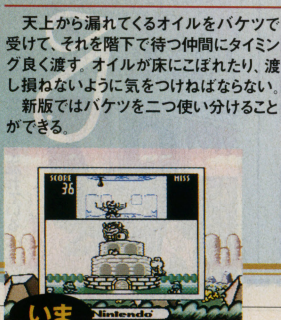 天上から漏れてくるオイルをバケツで
受けて、それを階下で待つ仲間にタイミン
グ良く渡す。オイルが床にこぼれたり、渡
し損ねないように気をつけねばならない。
新版ではバケツを二つ使い分けること
ができる。
SCORE
36
MISS
いま
Nintendo